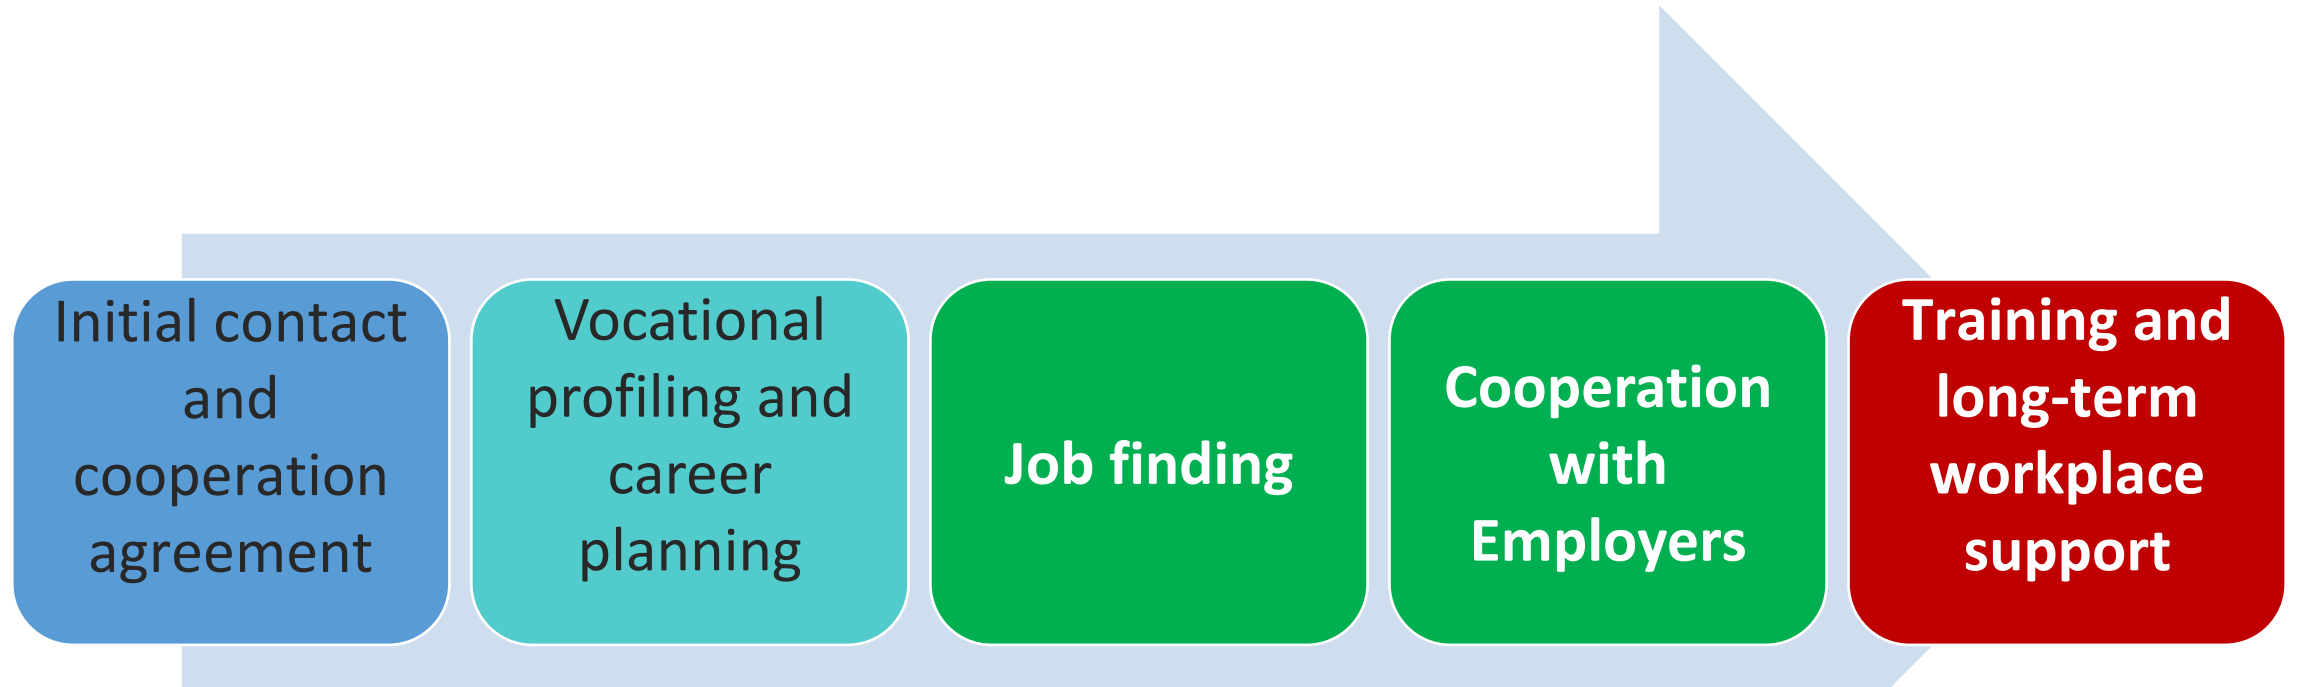 Initial contact
and
cooperation
agreement
Vocational
profiling and
career
planning
Job finding
Cooperation
with
Employers
Training and
long-term
workplace
support